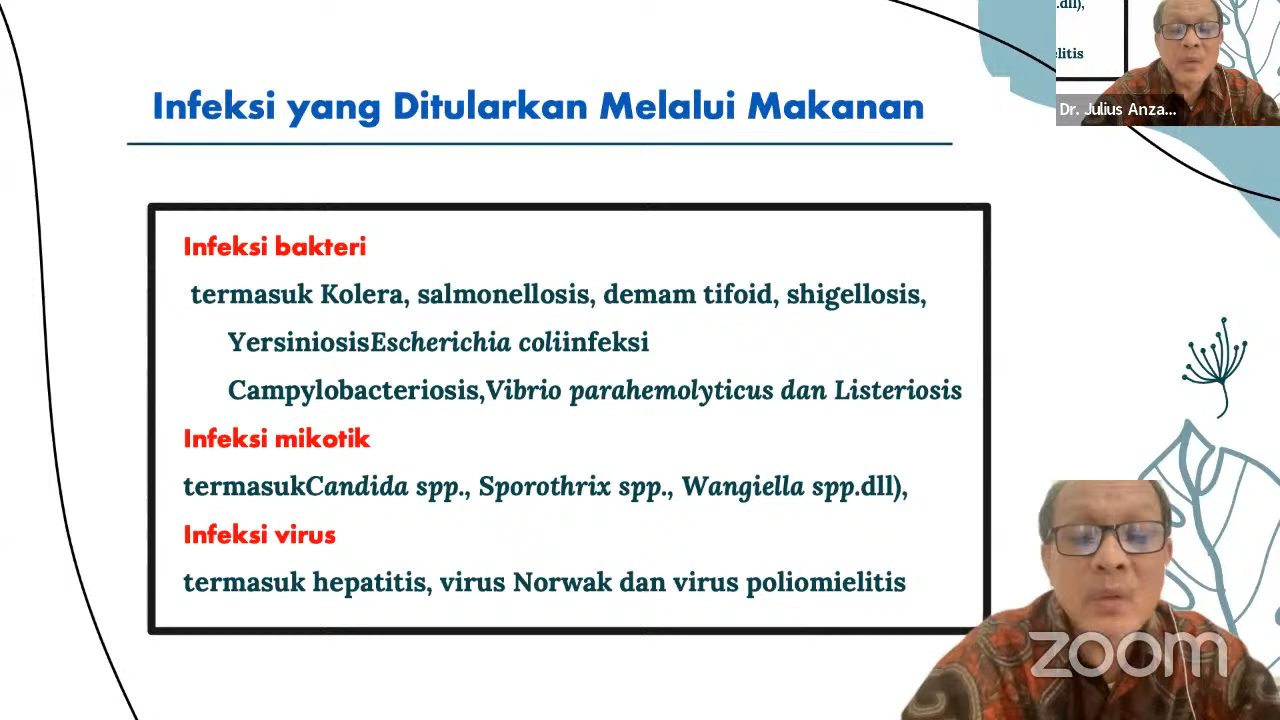 .dll),
elitis
Dr. Julius Anza...
Infeksi yang Ditularkan Melalui Makanan
Infeksi bakteri
termasuk Kolera, salmonellosis, demam tifoid, shigellosis,
YersiniosisEscherichia coliinfeksi
Campylobacteriosis,Vibrio parahemolyticus dan Listeriosis
Infeksi mikotik
termasukCandida spp., Sporothrix spp., Wangiella spp.dll),
Infeksi virus
termasuk hepatitis, virus Norwak dan virus poliomielitis
zoom